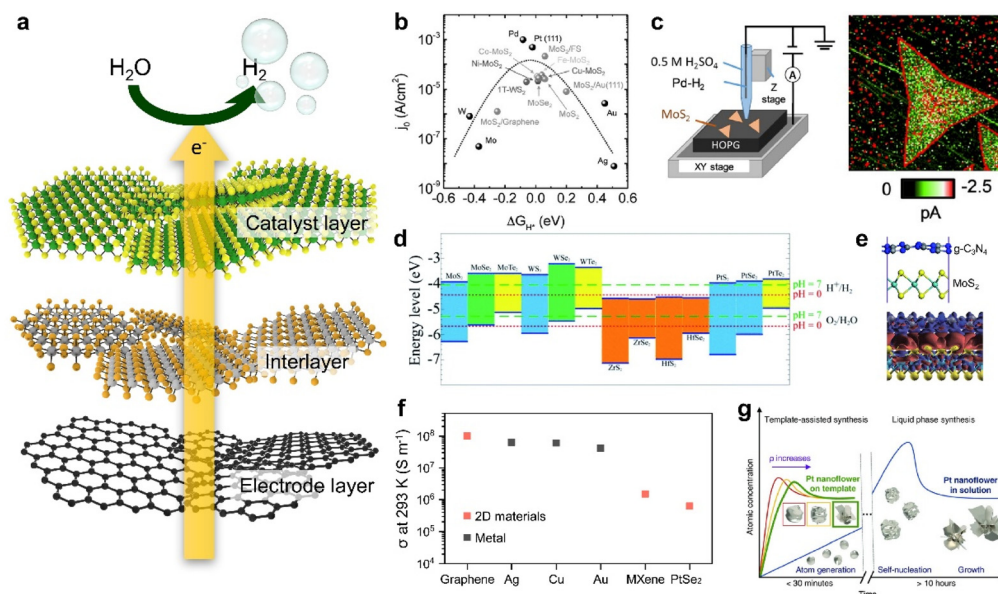 a
H₂O
H₂
e⁻
Catalyst layer
Interlayer
Electrode layer
b
j₀ (A/cm²)
10⁻³
10⁻⁵
10⁻⁷
10⁻⁹
Pd
Pt (111)
Co-MoS₂
MoS₂/FS
Ni-MoS₂
Fe-MoS₂
Cu-MoS₂
1T-WS₂
MoS₂/Au(111)
MoSe₂
MoS₂
W
MoS₂/Graphene
Au
Mo
Ag
-0.4 -0.2 0.0 0.2 0.4 0.6
ΔG_H* (eV)
c
0.5 M H₂SO₄
Pd-H₂
Z
stage
A
MoS₂
HOPG
XY stage
0 -2.5
pA
d
Energy level (eV)
-3
-4
-5
-6
-7
MoS₂ MoSe₂ MoTe₂ WS₂ WSe₂ WTe₂ PtS₂ PtSe₂ PtTe₂
pH = 7
H⁺/H₂
pH = 0
pH = 7
O₂/H₂O
pH = 0
ZrS₂ ZrSe₂ HfS₂ HfSe₂
e
g-C₃N₄
MoS₂
f
σ at 293 K (S m⁻¹)
10⁸
10⁷
10⁶
10⁵
10⁴
2D materials
Metal
Graphene Ag Cu Au MXene PtSe₂
g
Template-assisted synthesis Liquid phase synthesis
Atomic concentration
ρ increases
Pt nanoflower
on template
Pt nanoflower
in solution
Atom generation
Self-nucleation Growth
< 30 minutes > 10 hours
Time